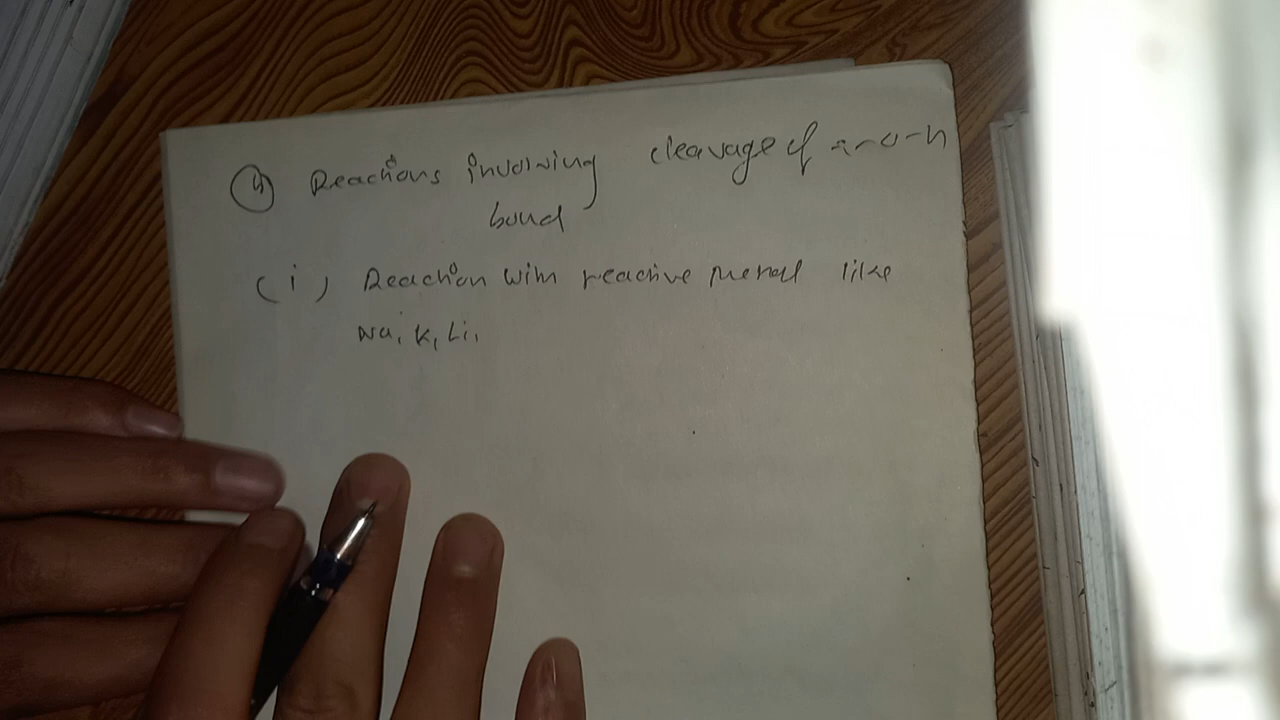 (4) Reactions involving cleavage of R-O-H
bond
(i) Reaction with reactive metal like
Na, K, Li,